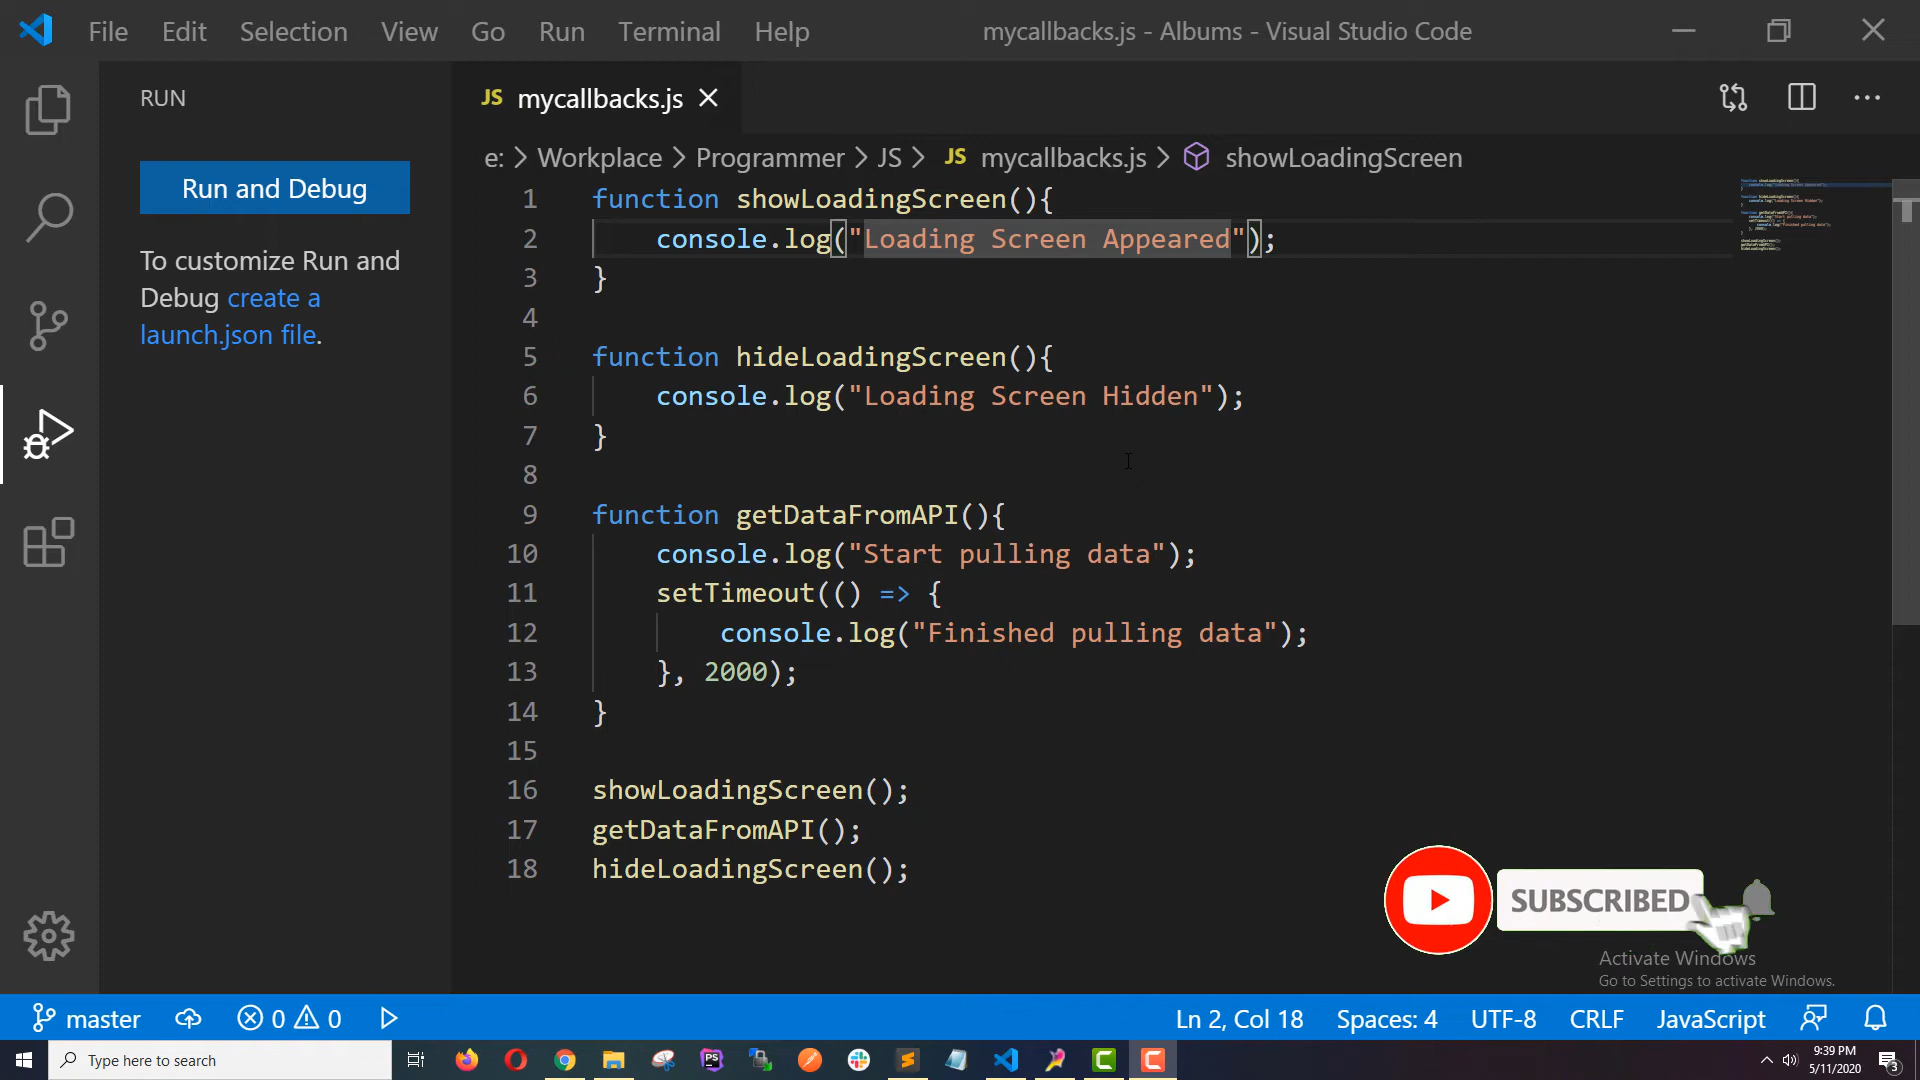 File Edit Selection View Go Run Terminal Help mycallbacks.js - Albums - Visual Studio Code
RUN
JS mycallbacks.js
e: > Workplace > Programmer > JS > JS mycallbacks.js > showLoadingScreen
Run and Debug
To customize Run and
Debug create a
launch.json file.
1 function showLoadingScreen(){
2 console.log("Loading Screen Appeared");
3 }
4
5 function hideLoadingScreen(){
6 console.log("Loading Screen Hidden");
7 }
8
9 function getDataFromAPI(){
10 console.log("Start pulling data");
11 setTimeout(() => {
12 console.log("Finished pulling data");
13 }, 2000);
14 }
15
16 showLoadingScreen();
17 getDataFromAPI();
18 hideLoadingScreen();
SUBSCRIBED
Activate Windows
Go to Settings to activate Windows.
master 0 0 Ln 2, Col 18 Spaces: 4 UTF-8 CRLF JavaScript
Type here to search
PS
9:39 PM
5/11/2020
3